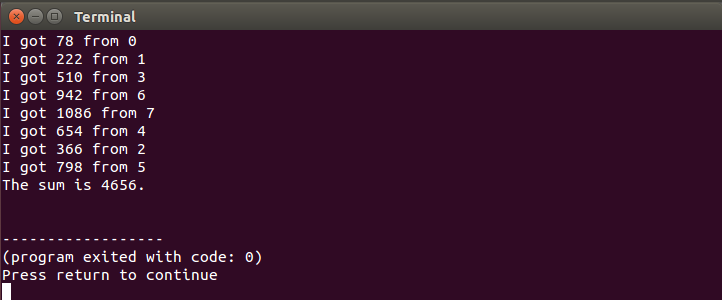 Terminal
I got 78 from 0
I got 222 from 1
I got 510 from 3
I got 942 from 6
I got 1086 from 7
I got 654 from 4
I got 366 from 2
I got 798 from 5
The sum is 4656.
------------------
(program exited with code: 0)
Press return to continue